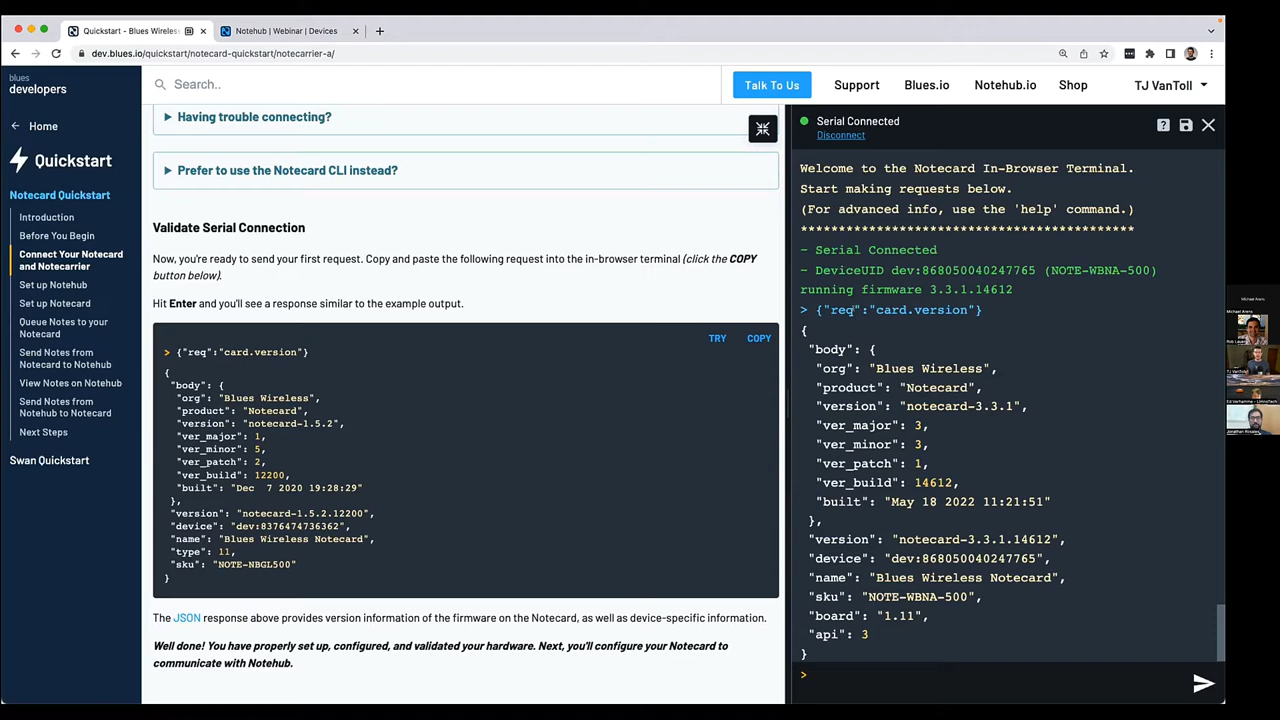 Quickstart - Blues Wireless
Notehub | Webinar | Devices
dev.blues.io/quickstart/notecard-quickstart/notecarrier-a/
blues
developers
Search..
Talk To Us
Support
Blues.io
Notehub.io
Shop
TJ VanToll
Home
Quickstart
Notecard Quickstart
Introduction
Before You Begin
Connect Your Notecard
and Notecarrier
Set up Notehub
Set up Notecard
Queue Notes to your
Notecard
Send Notes from
Notecard to Notehub
View Notes on Notehub
Send Notes from
Notehub to Notecard
Next Steps
Swan Quickstart
Having trouble connecting?
Prefer to use the Notecard CLI instead?
Validate Serial Connection
Now, you're ready to send your first request. Copy and paste the following request into the in-browser terminal (click the COPY
button below).
Hit Enter and you'll see a response similar to the example output.
TRY COPY
> {"req":"card.version"}
{
"body": {
"org": "Blues Wireless",
"product": "Notecard",
"version": "notecard-1.5.2",
"ver_major": 1,
"ver_minor": 5,
"ver_patch": 2,
"ver_build": 12200,
"built": "Dec 7 2020 19:28:29"
},
"version": "notecard-1.5.2.12200",
"device": "dev:8376474736362",
"name": "Blues Wireless Notecard",
"type": 11,
"sku": "NOTE-NBGL500"
}
The JSON response above provides version information of the firmware on the Notecard, as well as device-specific information.
Well done! You have properly set up, configured, and validated your hardware. Next, you'll configure your Notecard to
communicate with Notehub.
Serial Connected
Disconnect
Welcome to the Notecard In-Browser Terminal.
Start making requests below.
(For advanced info, use the 'help' command.)
******************************************
- Serial Connected
- DeviceUID dev:868050040247765 (NOTE-WBNA-500)
running firmware 3.3.1.14612
> {"req":"card.version"}
{
"body": {
"org": "Blues Wireless",
"product": "Notecard",
"version": "notecard-3.3.1",
"ver_major": 3,
"ver_minor": 3,
"ver_patch": 1,
"ver_build": 14612,
"built": "May 18 2022 11:21:51"
},
"version": "notecard-3.3.1.14612",
"device": "dev:868050040247765",
"name": "Blues Wireless Notecard",
"sku": "NOTE-WBNA-500",
"board": "1.11",
"api": 3
}
>
Michael Arens
Michael Arens
Rob Lauer
TJ VanToll
Ed Verhamme - LimnoTech